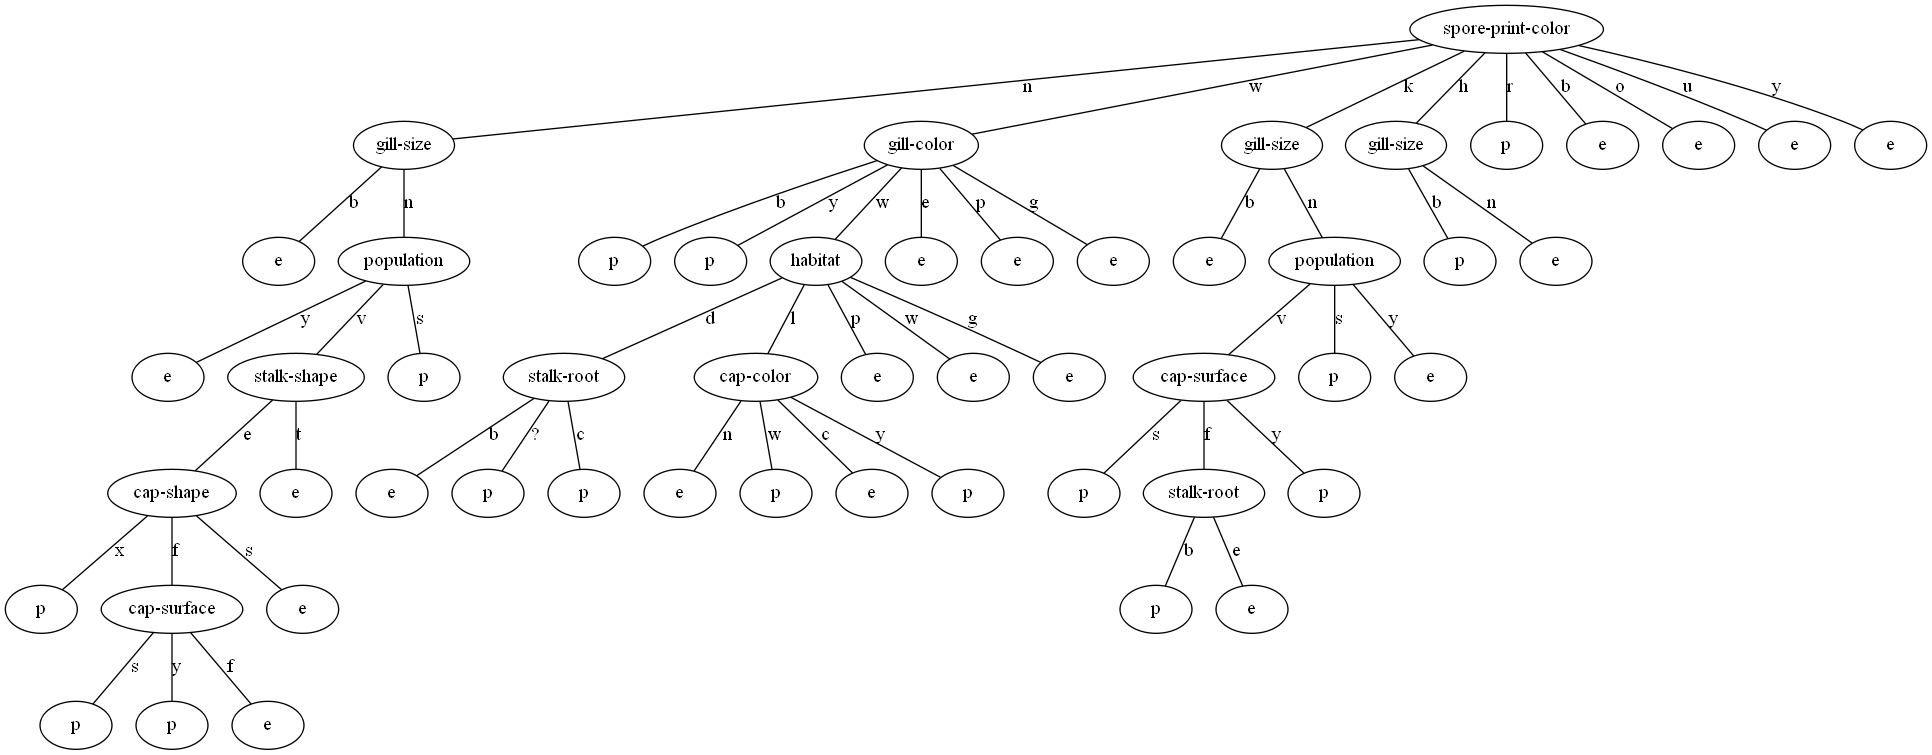 spore-print-color
n w k h r b o u y
gill-size gill-color gill-size gill-size p e e e e
b n b y w e p g b n b n
e population p p habitat e e e e population p e
y v s d l p w g v s y
e stalk-shape p stalk-root cap-color e e e cap-surface p e
e t b ? c n w c y s f y
cap-shape e e p p e p e p p stalk-root p
x f s b e
p cap-surface e p e
s y f
p p e